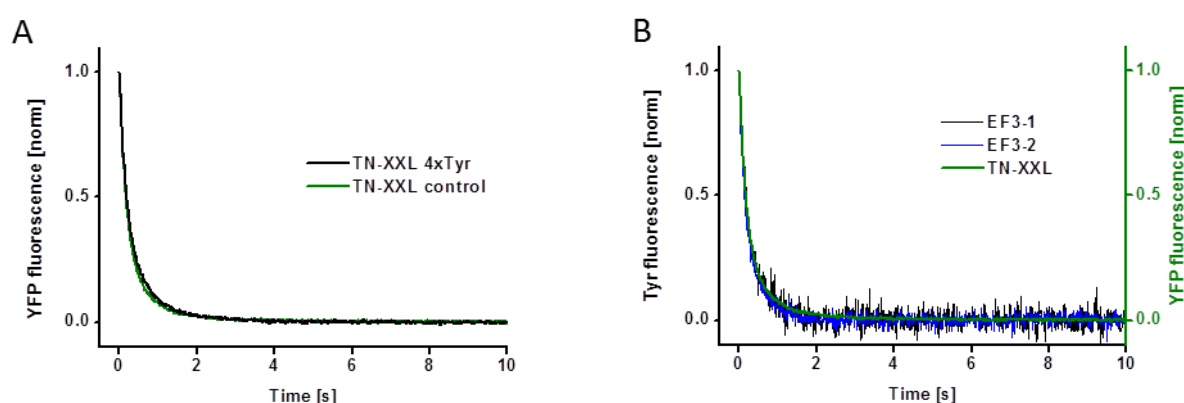 A
YFP fluorescence [norm]
1.0
0.5
0.0
TN-XXL 4xTyr
TN-XXL control
0 2 4 6 8 10
Time [s]
B
Tyr fluorescence [norm]
1.0
0.5
0.0
EF3-1
EF3-2
TN-XXL
1.0
0.5
0.0
YFP fluorescence [norm]
0 2 4 6 8 10
Time [s]